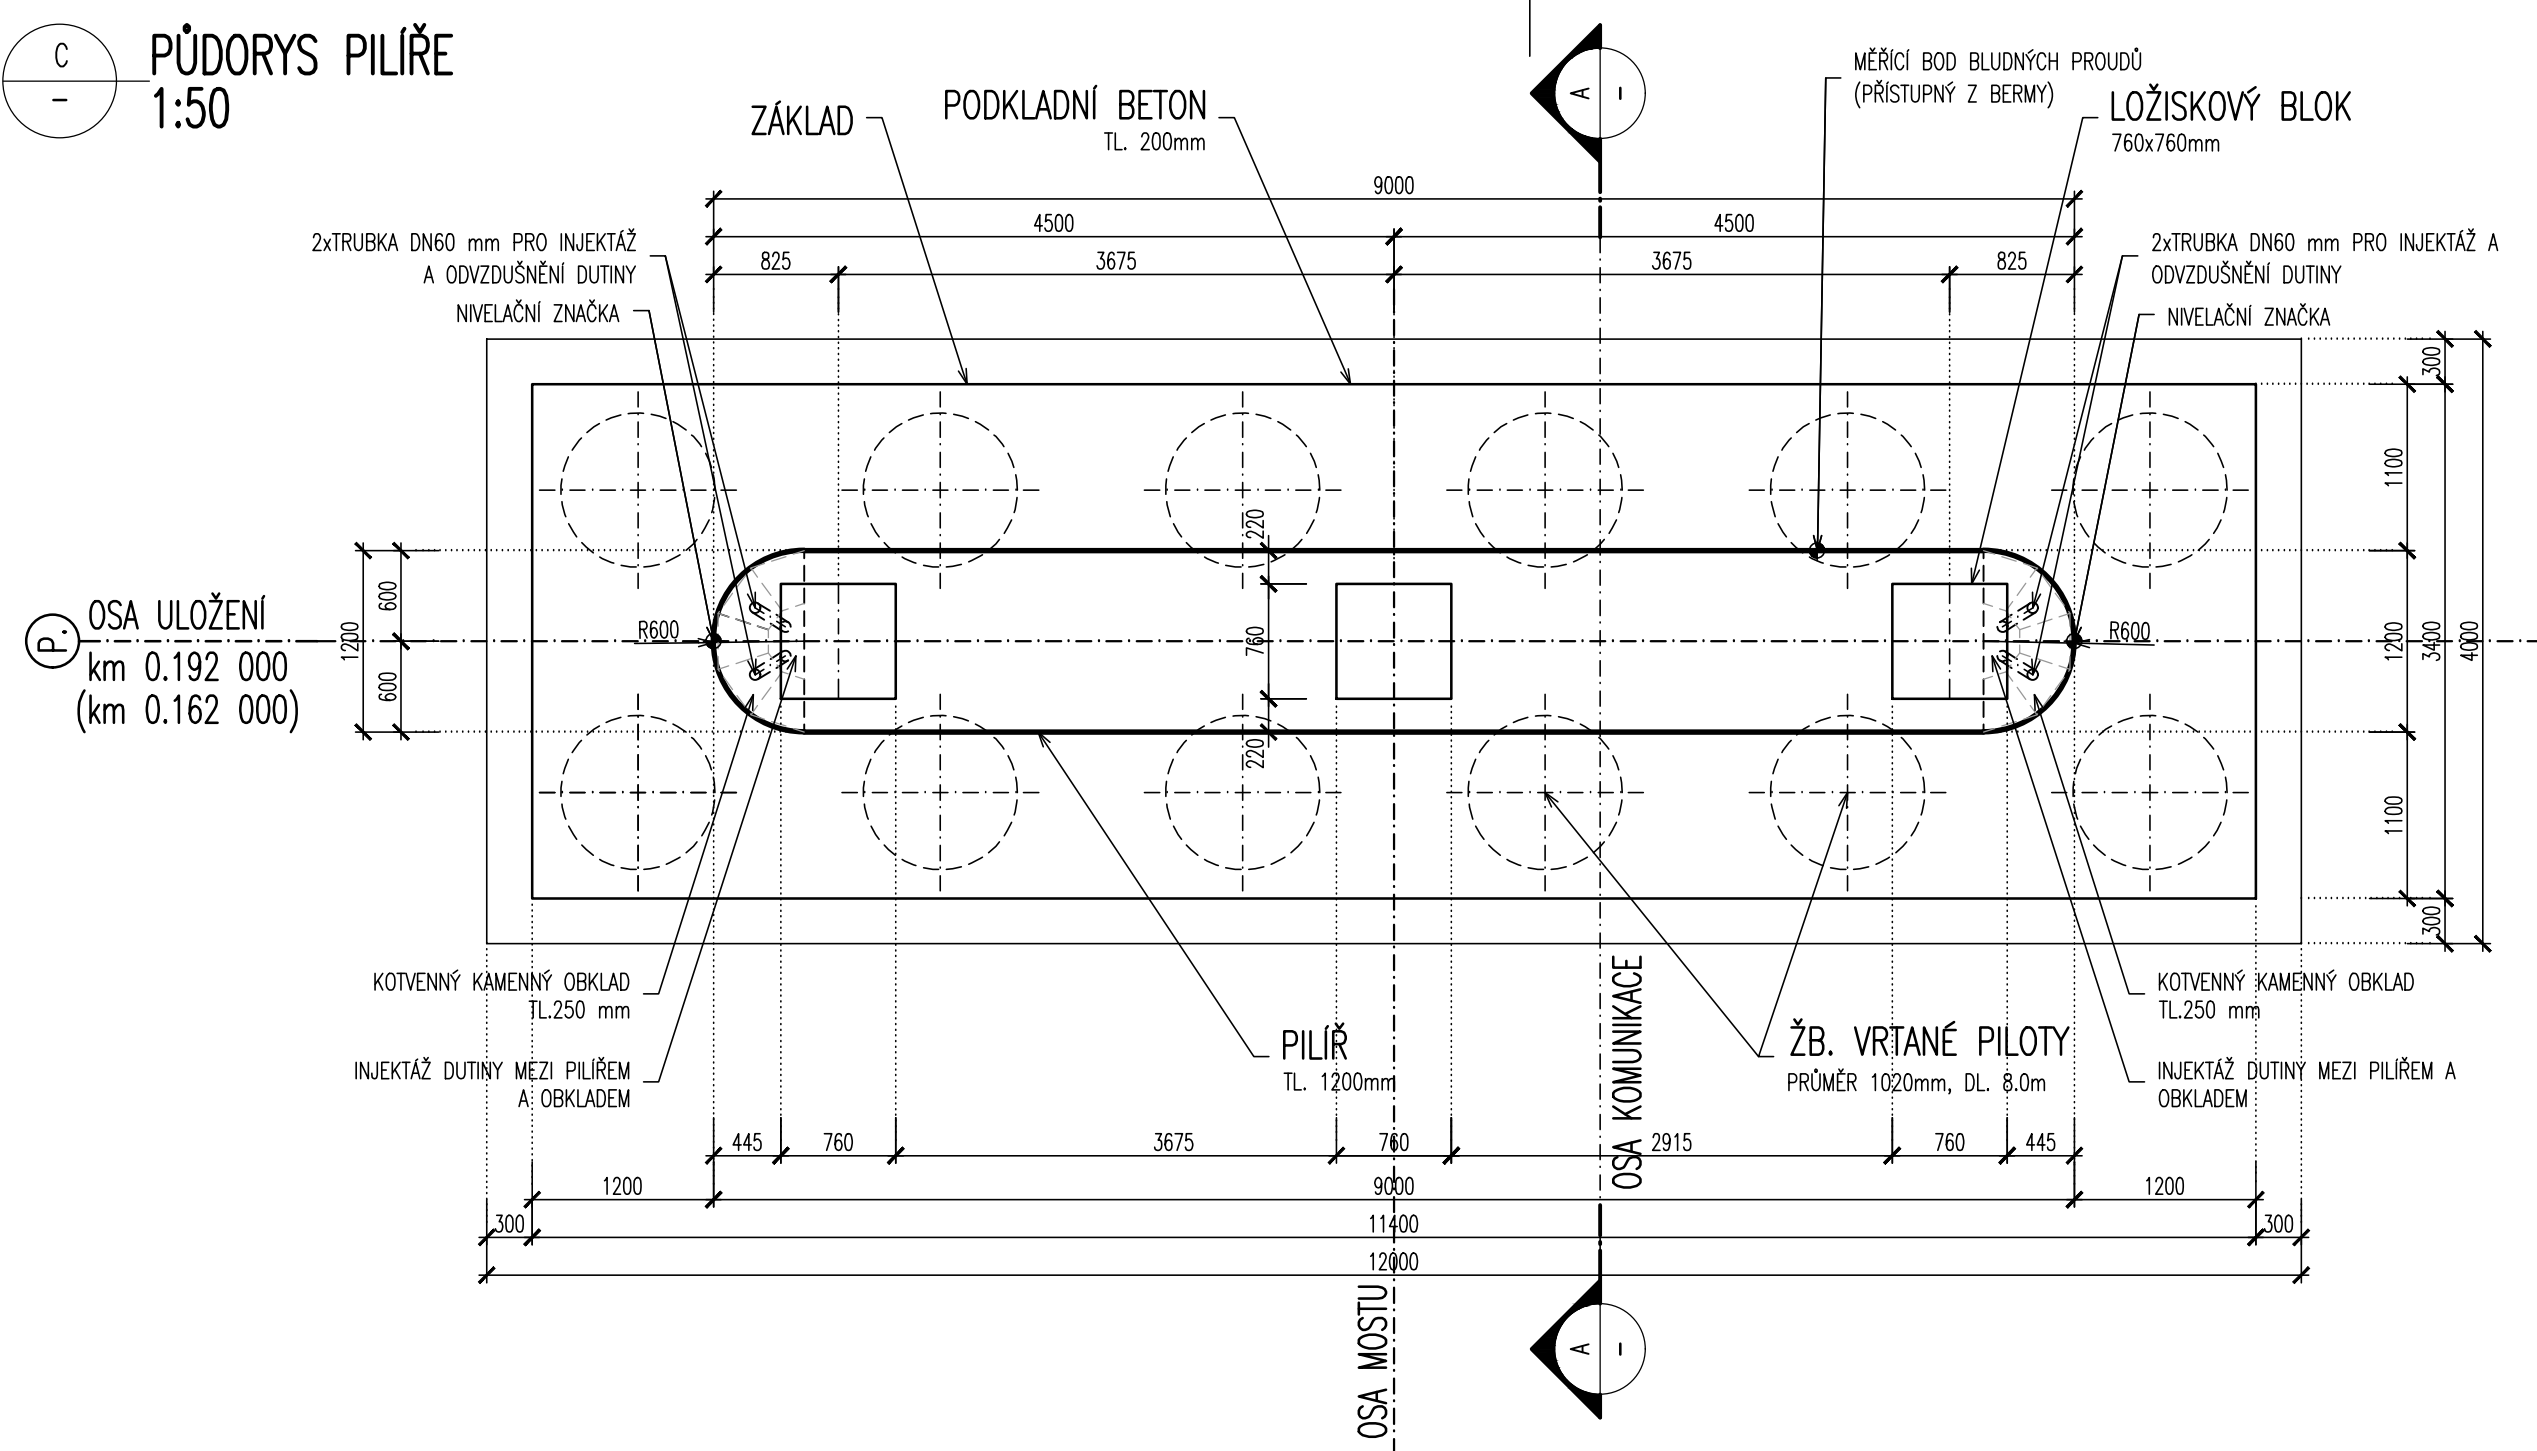 C
–
PŮDORYS PILÍŘE
1:50
ZÁKLAD
PODKLADNÍ BETON
TL. 200mm
A
–
MĚŘÍCÍ BOD BLUDNÝCH PROUDŮ
(PŘÍSTUPNÝ Z BERMY)
LOŽISKOVÝ BLOK
760x760mm
9000
4500
4500
825
3675
3675
825
2xTRUBKA DN60 mm PRO INJEKTÁŽ
A ODVZDUŠNĚNÍ DUTINY
NIVELAČNÍ ZNAČKA
2xTRUBKA DN60 mm PRO INJEKTÁŽ A
ODVZDUŠNĚNÍ DUTINY
NIVELAČNÍ ZNAČKA
300
1100
1200
1100
300
3400
4000
220
760
220
600
600
1200
R600
R600
P.
OSA ULOŽENÍ
km 0.192 000
(km 0.162 000)
KOTVENNÝ KAMENNÝ OBKLAD
TL.250 mm
INJEKTÁŽ DUTINY MEZI PILÍŘEM
A OBKLADEM
PILÍŘ
TL. 1200mm
OSA KOMUNIKACE
ŽB. VRTANÉ PILOTY
PRŮMĚR 1020mm, DL. 8.0m
KOTVENNÝ KAMENNÝ OBKLAD
TL.250 mm
INJEKTÁŽ DUTINY MEZI PILÍŘEM A
OBKLADEM
445
760
3675
760
2915
760
445
1200
9000
1200
300
11400
300
12000
OSA MOSTU
A
–